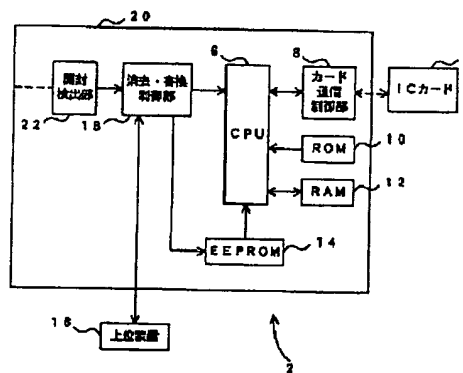 20
開封
検出部
22
消去・書換
制御部
18
6
CPU
8
カード
通信
制御部
ICカード
ROM
10
RAM
12
EEPROM
14
16
上位装置
2